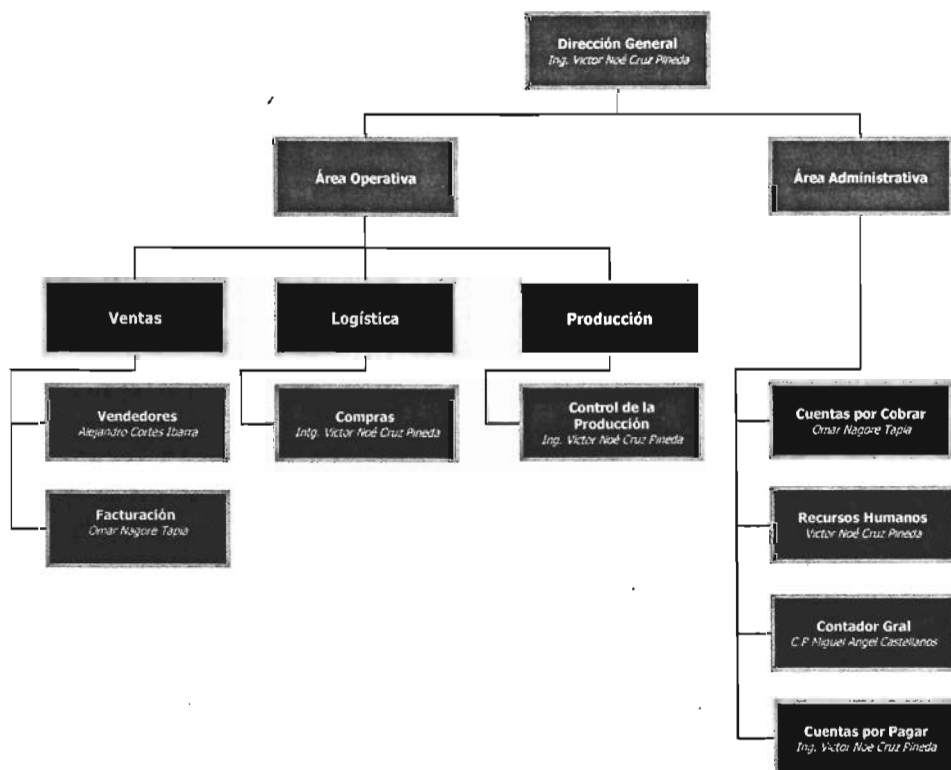 Dirección General
Ing. Victor Noé Cruz Pineda
Área Operativa
Área Administrativa
Ventas
Logística
Producción
Vendedores
Alejandro Cortes Ibarra
Compras
Intg. Victor Noé Cruz Pineda
Control de la
Producción
Ing. Victor Noé Cruz Pineda
Facturación
Omar Nagore Tapia
Cuentas por Cobrar
Omar Nagore Tapia
Recursos Humanos
Victor Noé Cruz Pineda
Contador Gral
C.P Miguel Angel Castellanos
Cuentas por Pagar
Ing. Victor Noé Cruz Pineda